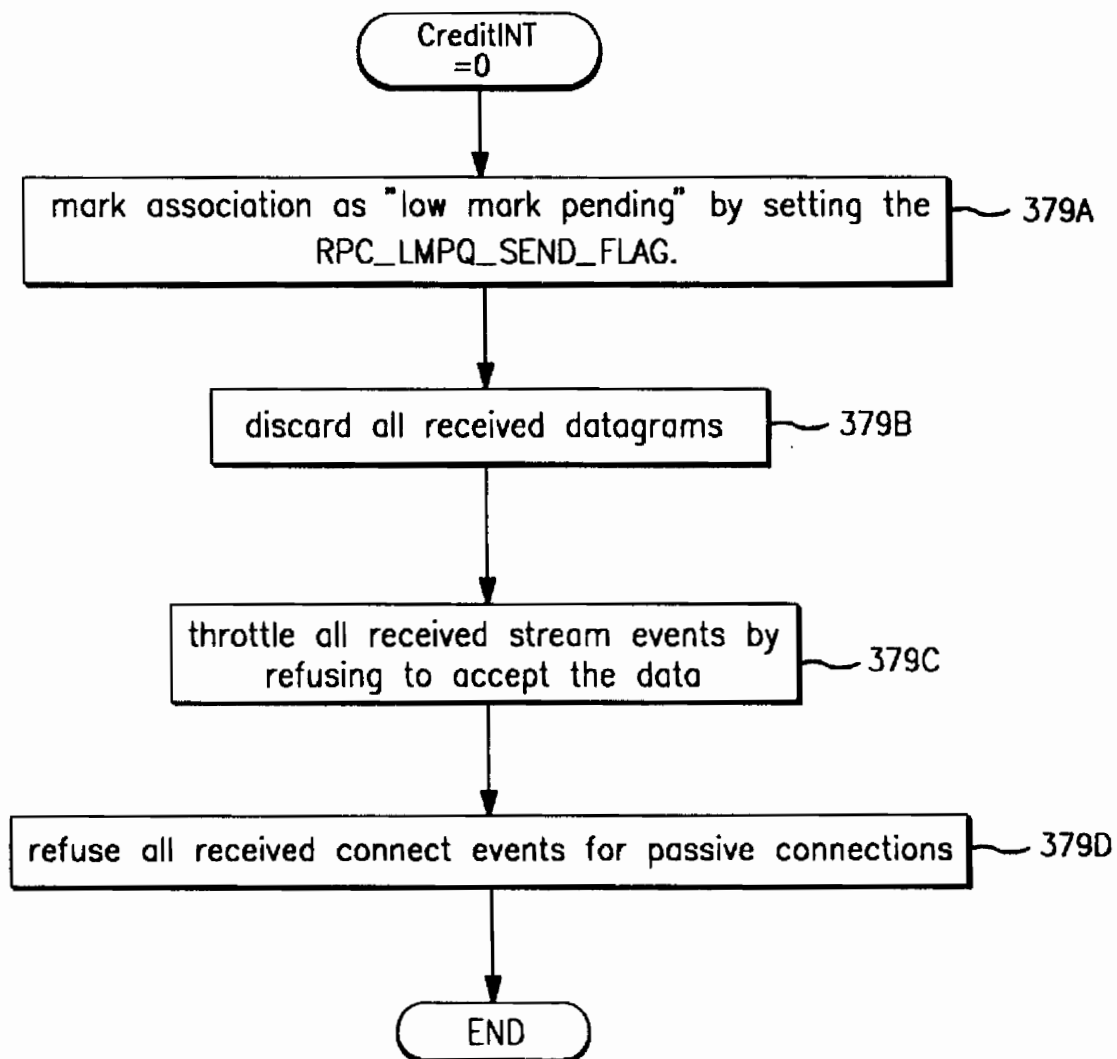 CreditINT
=0
mark association as "low mark pending" by setting the
RPC_LMPQ_SEND_FLAG.
379A
discard all received datagrams
379B
throttle all received stream events by
refusing to accept the data
379C
refuse all received connect events for passive connections
379D
END